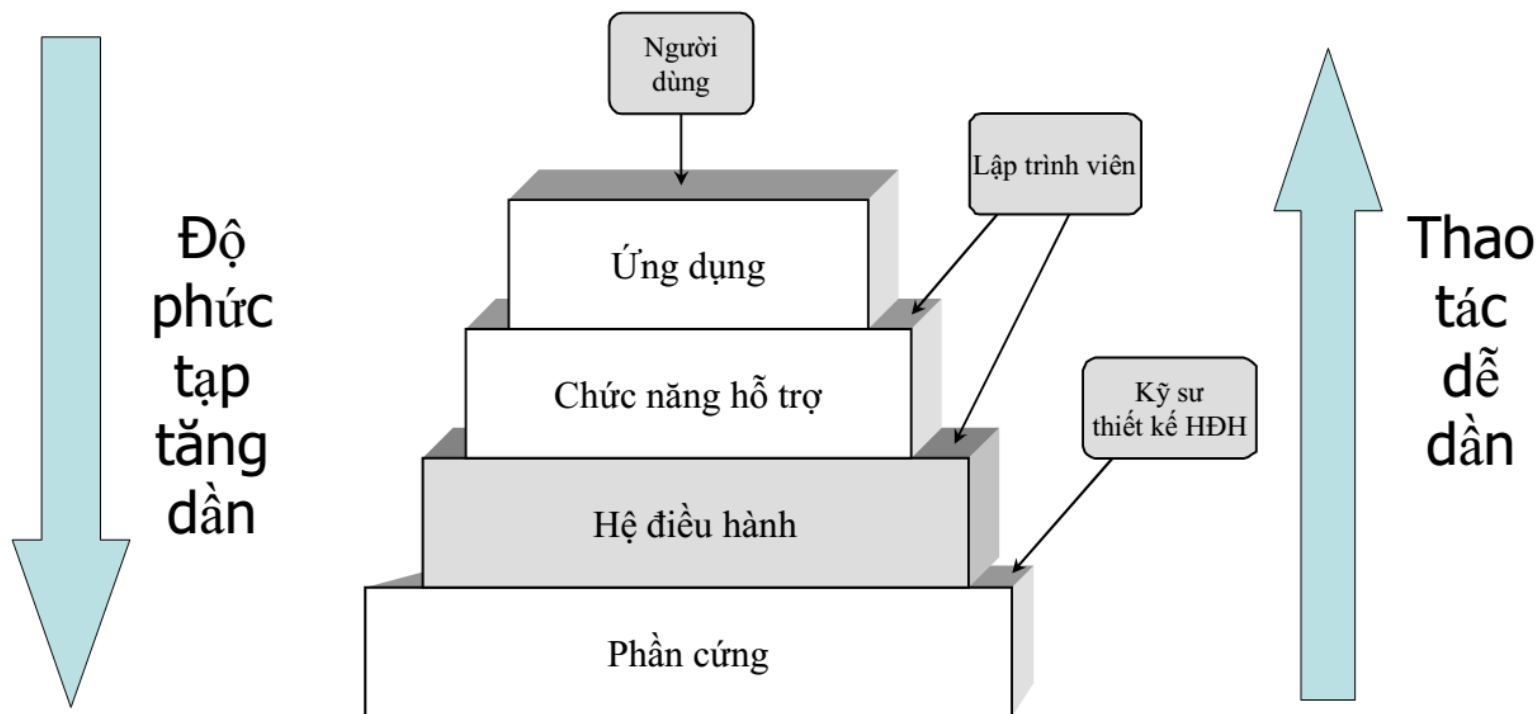 Người
dùng
Lập trình viên
Độ
phức
tạp
tăng
dần
Ứng dụng
Thao
tác
dễ
dần
Chức năng hỗ trợ
Kỹ sư
thiết kế HĐH
Hệ điều hành
Phần cứng